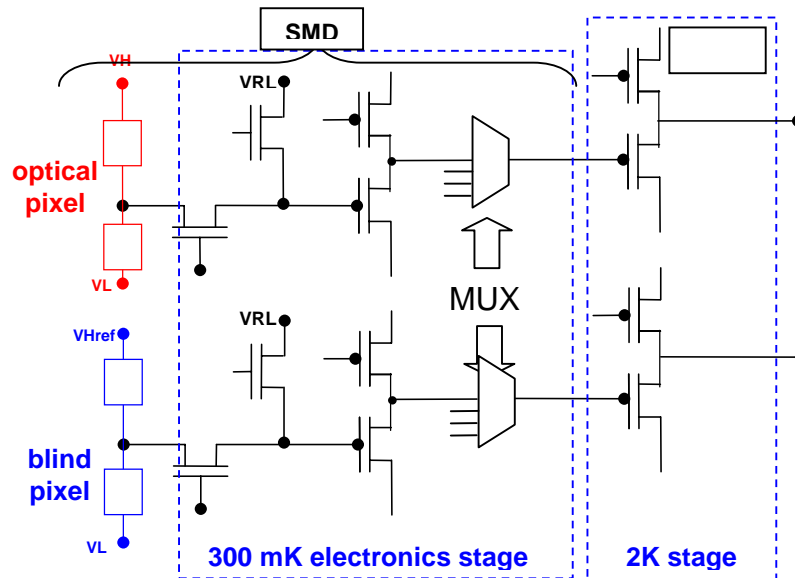 SMD
VH
VRL
optical
pixel
VL
MUX
VHref
VRL
blind
pixel
VL
300 mK electronics stage
2K stage